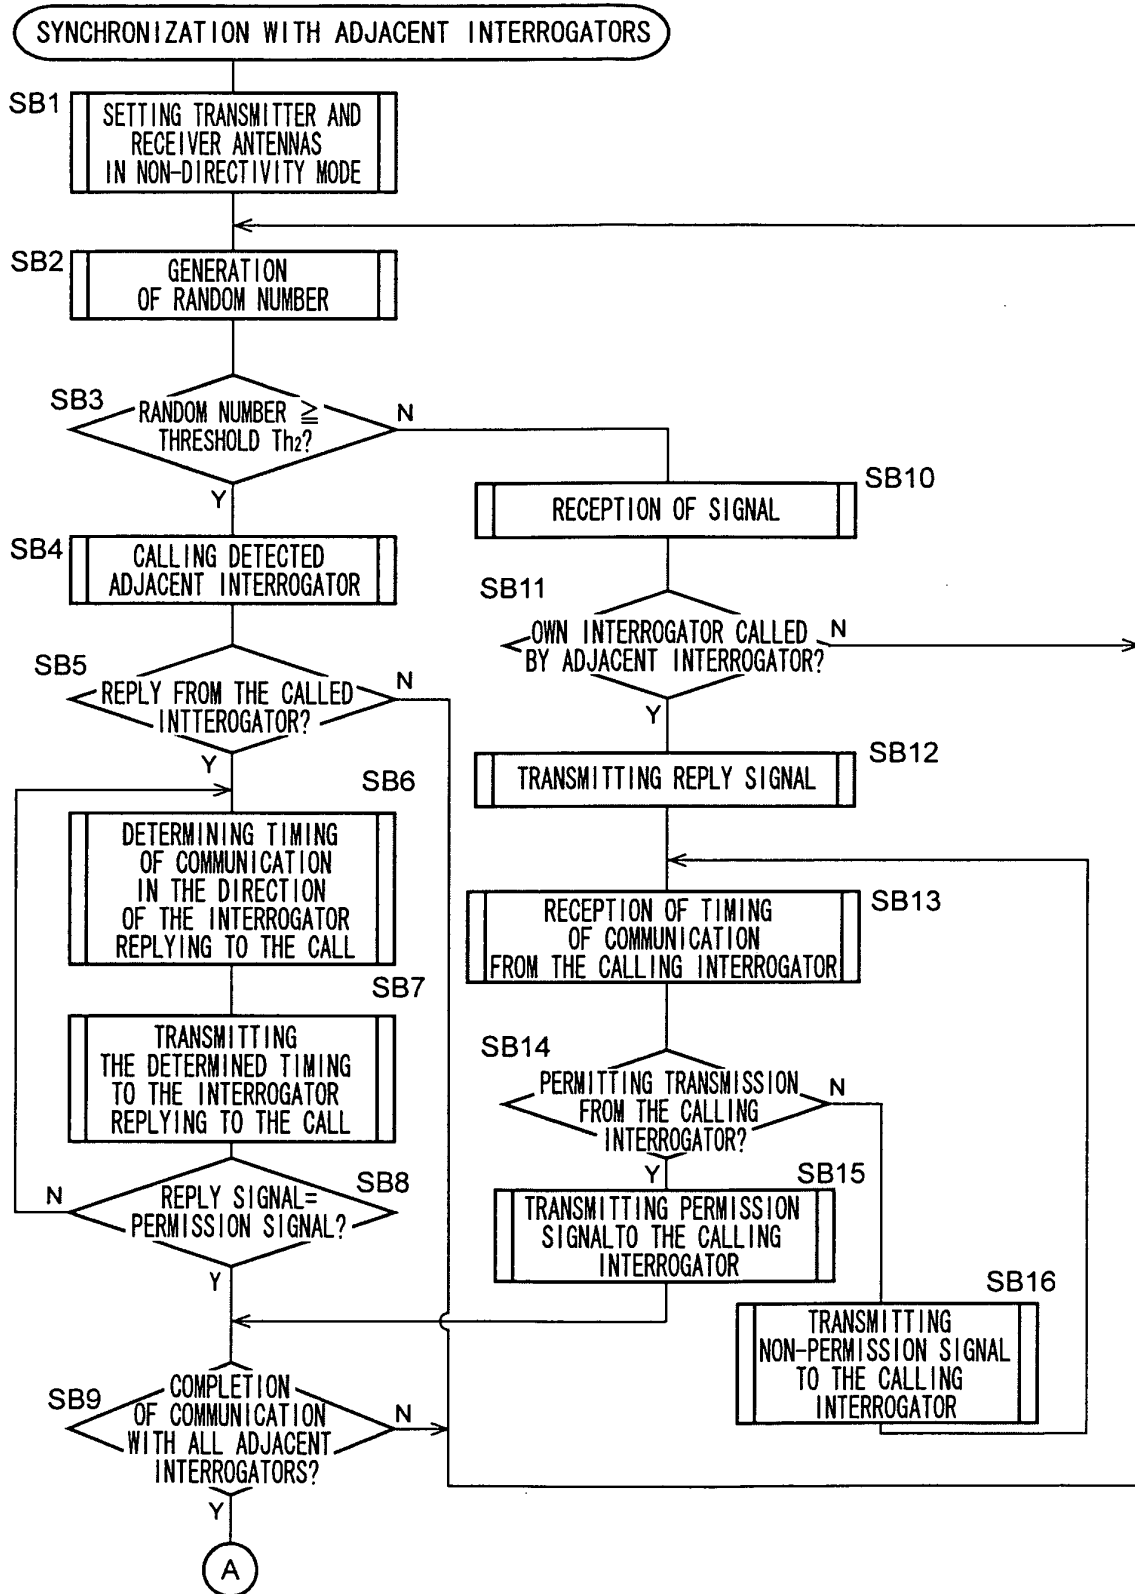 SYNCHRONIZATION WITH ADJACENT INTERROGATORS
SB1
SETTING TRANSMITTER AND
RECEIVER ANTENNAS
IN NON-DIRECTIVITY MODE
SB2
GENERATION
OF RANDOM NUMBER
SB3
RANDOM NUMBER ≧
THRESHOLD Th2?
N
Y
SB4
CALLING DETECTED
ADJACENT INTERROGATOR
SB5
REPLY FROM THE CALLED
INTTEROGATOR?
N
Y
SB6
DETERMINING TIMING
OF COMMUNICATION
IN THE DIRECTION
OF THE INTERROGATOR
REPLYING TO THE CALL
SB7
TRANSMITTING
THE DETERMINED TIMING
TO THE INTERROGATOR
REPLYING TO THE CALL
SB8
REPLY SIGNAL=
PERMISSION SIGNAL?
N
Y
SB9
COMPLETION
OF COMMUNICATION
WITH ALL ADJACENT
INTERROGATORS?
N
Y
A
SB10
RECEPTION OF SIGNAL
SB11
OWN INTERROGATOR CALLED
BY ADJACENT INTERROGATOR?
N
Y
SB12
TRANSMITTING REPLY SIGNAL
SB13
RECEPTION OF TIMING
OF COMMUNICATION
FROM THE CALLING INTERROGATOR
SB14
PERMITTING TRANSMISSION
FROM THE CALLING
INTERROGATOR?
N
Y
SB15
TRANSMITTING PERMISSION
SIGNALTO THE CALLING
INTERROGATOR
SB16
TRANSMITTING
NON-PERMISSION SIGNAL
TO THE CALLING
INTERROGATOR